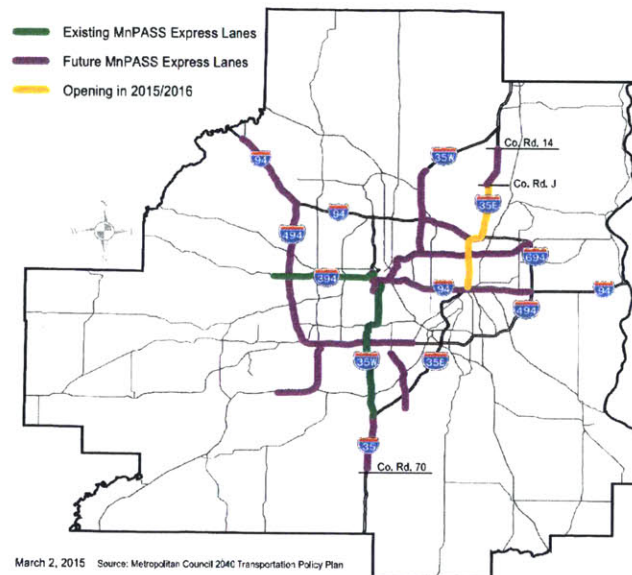 Existing MnPASS Express Lanes
Future MnPASS Express Lanes
Opening in 2015/2016
Co. Rd. 14
94
35W
Co. Rd. J
35E
94
494
694
394
94
94
494
35W
35E
35
Co. Rd. 70
March 2, 2015 Source: Metropolitan Council 2040 Transportation Policy Plan